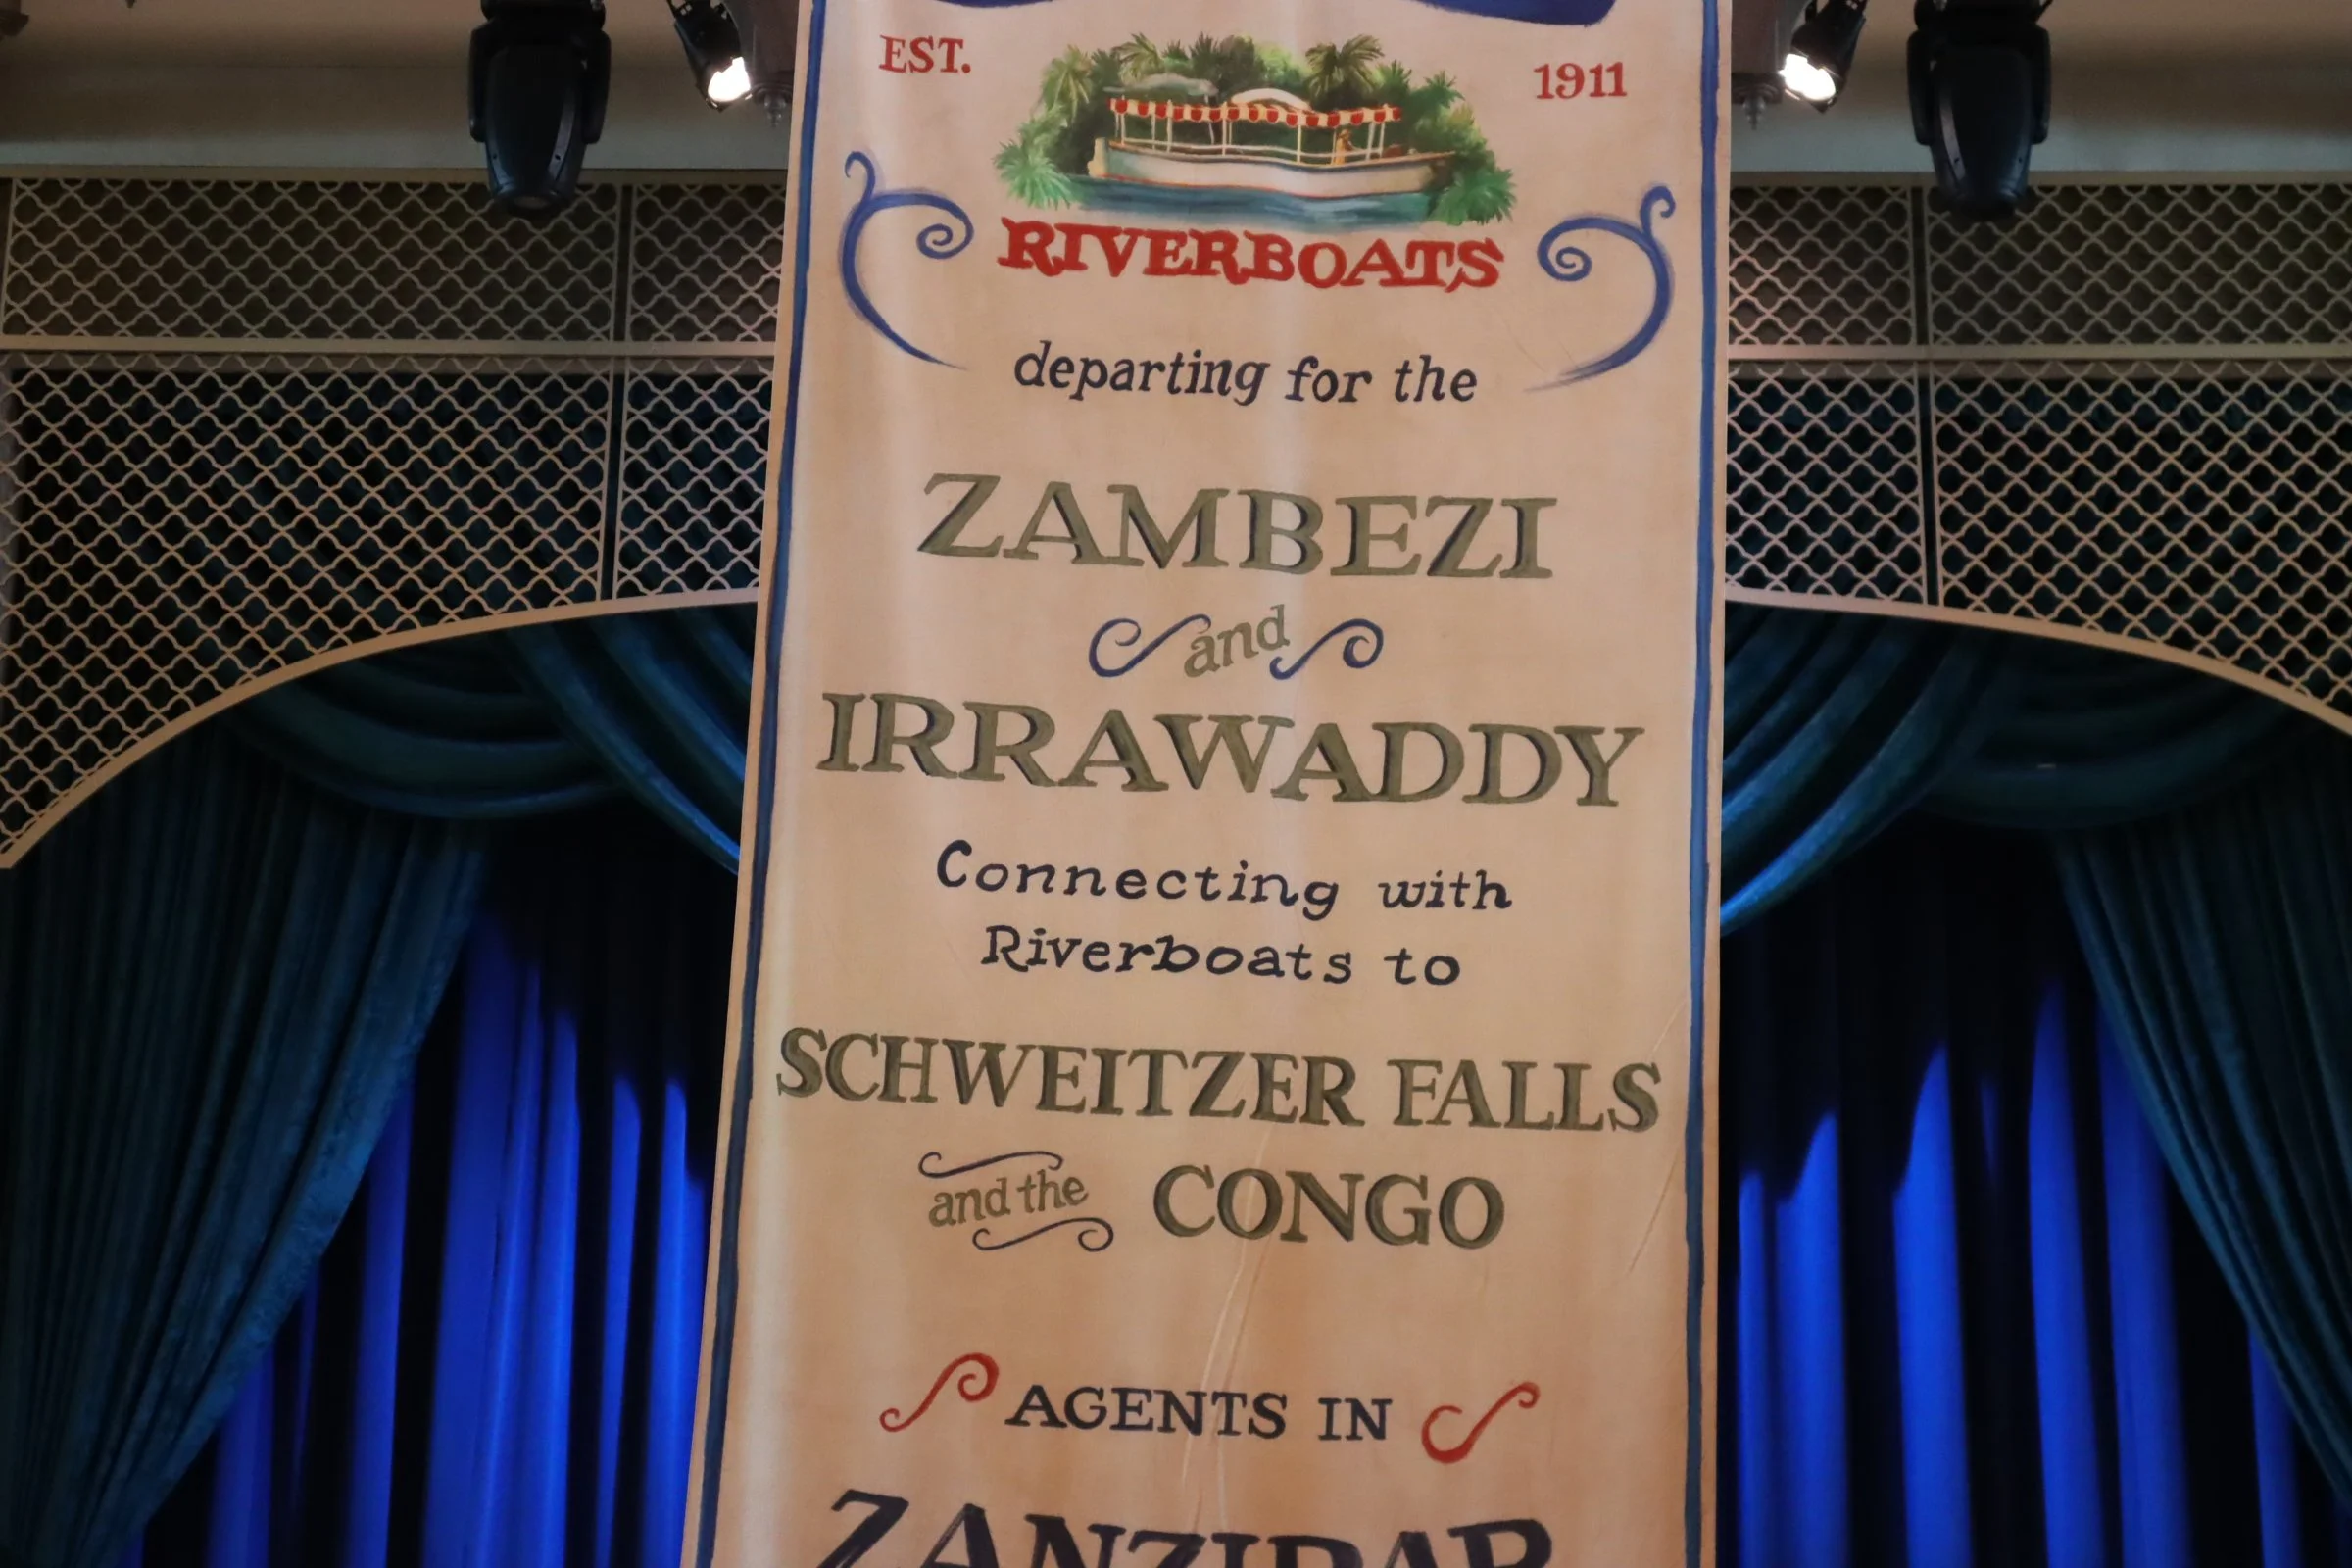 EST. 1911
RIVERBOATS
departing for the
ZAMBEZI
and
IRRAWADDY
Connecting with
Riverboats to
SCHWEITZER FALLS
and the CONGO
AGENTS IN
ZANZIBAR